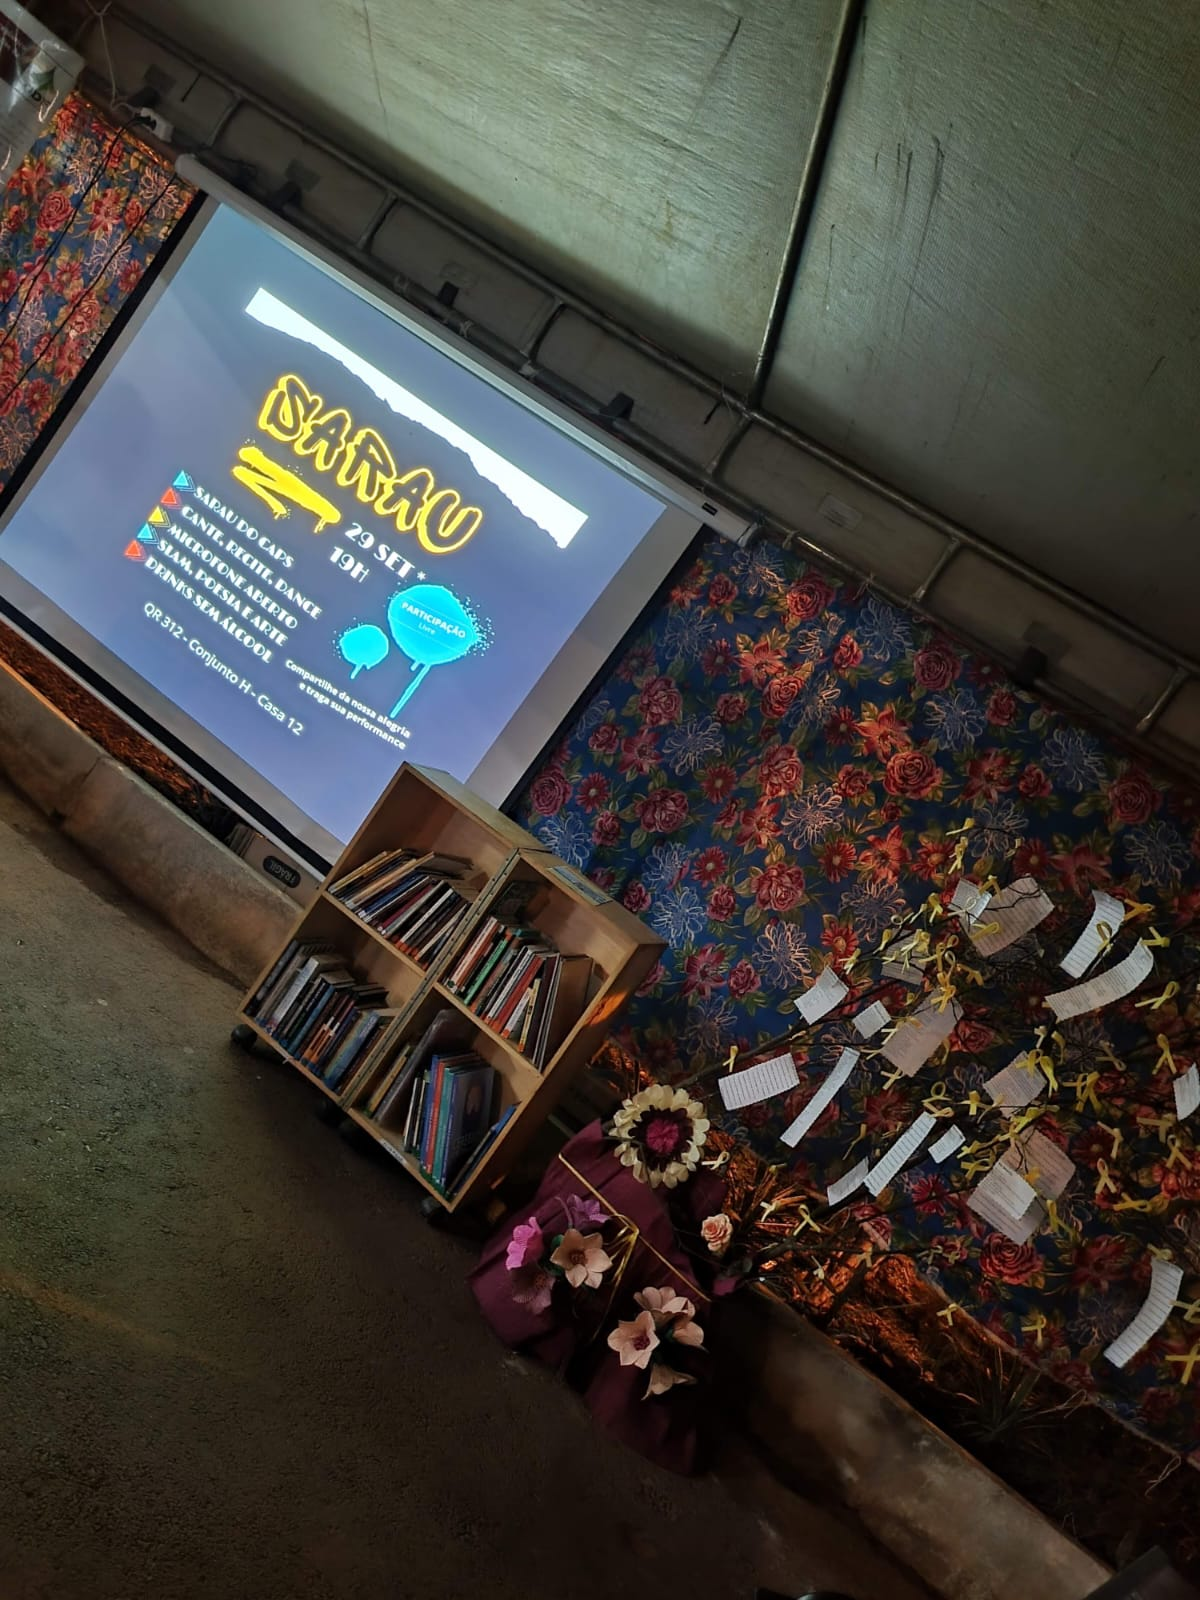 SARAU
29 SET *
19H
SARAU DO CAPS
CANTE, RECITE, DANCE
MICROFONE ABERTO
SLAM, POESIA E ARTE
DRINKS SEM ÁLCOOL
PARTICIPAÇÃO
Livre
QR 312 - Conjunto H - Casa 12
Compartilhe da nossa alegria
e traga sua performance
FRÁGIL